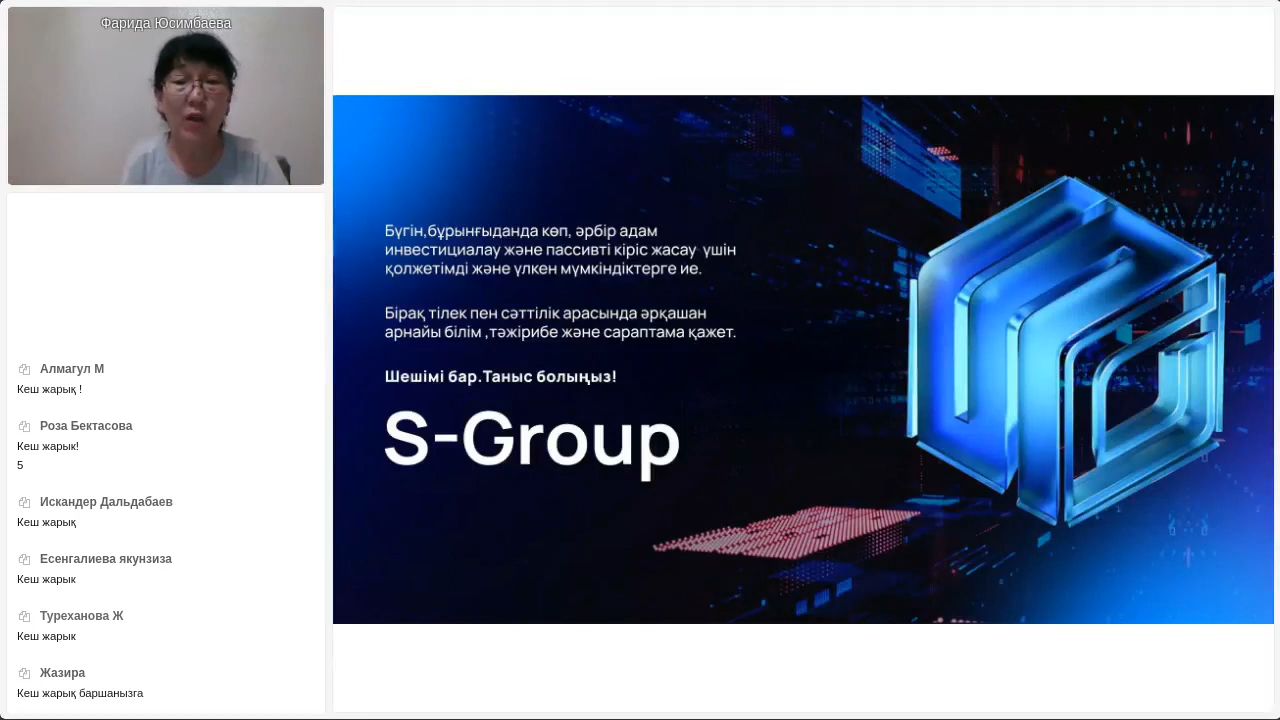 Фарида Юсимбаева
Алмагул М
Кеш жарық !
Роза Бектасова
Кеш жарык!
5
Искандер Дальдабаев
Кеш жарық
Есенгалиева якунзиза
Кеш жарык
Туреханова Ж
Кеш жарык
Жазира
Кеш жарық баршанызга
Бүгін,бұрынғыданда көп, әрбір адам
инвестициалау және пассивті кіріс жасау үшін
қолжетімді және үлкен мүмкіндіктерге ие.
Бірақ тілек пен сәттілік арасында әрқашан
арнайы білім ,тәжірибе және сараптама қажет.
Шешімі бар.Таныс болыңыз!
S-Group